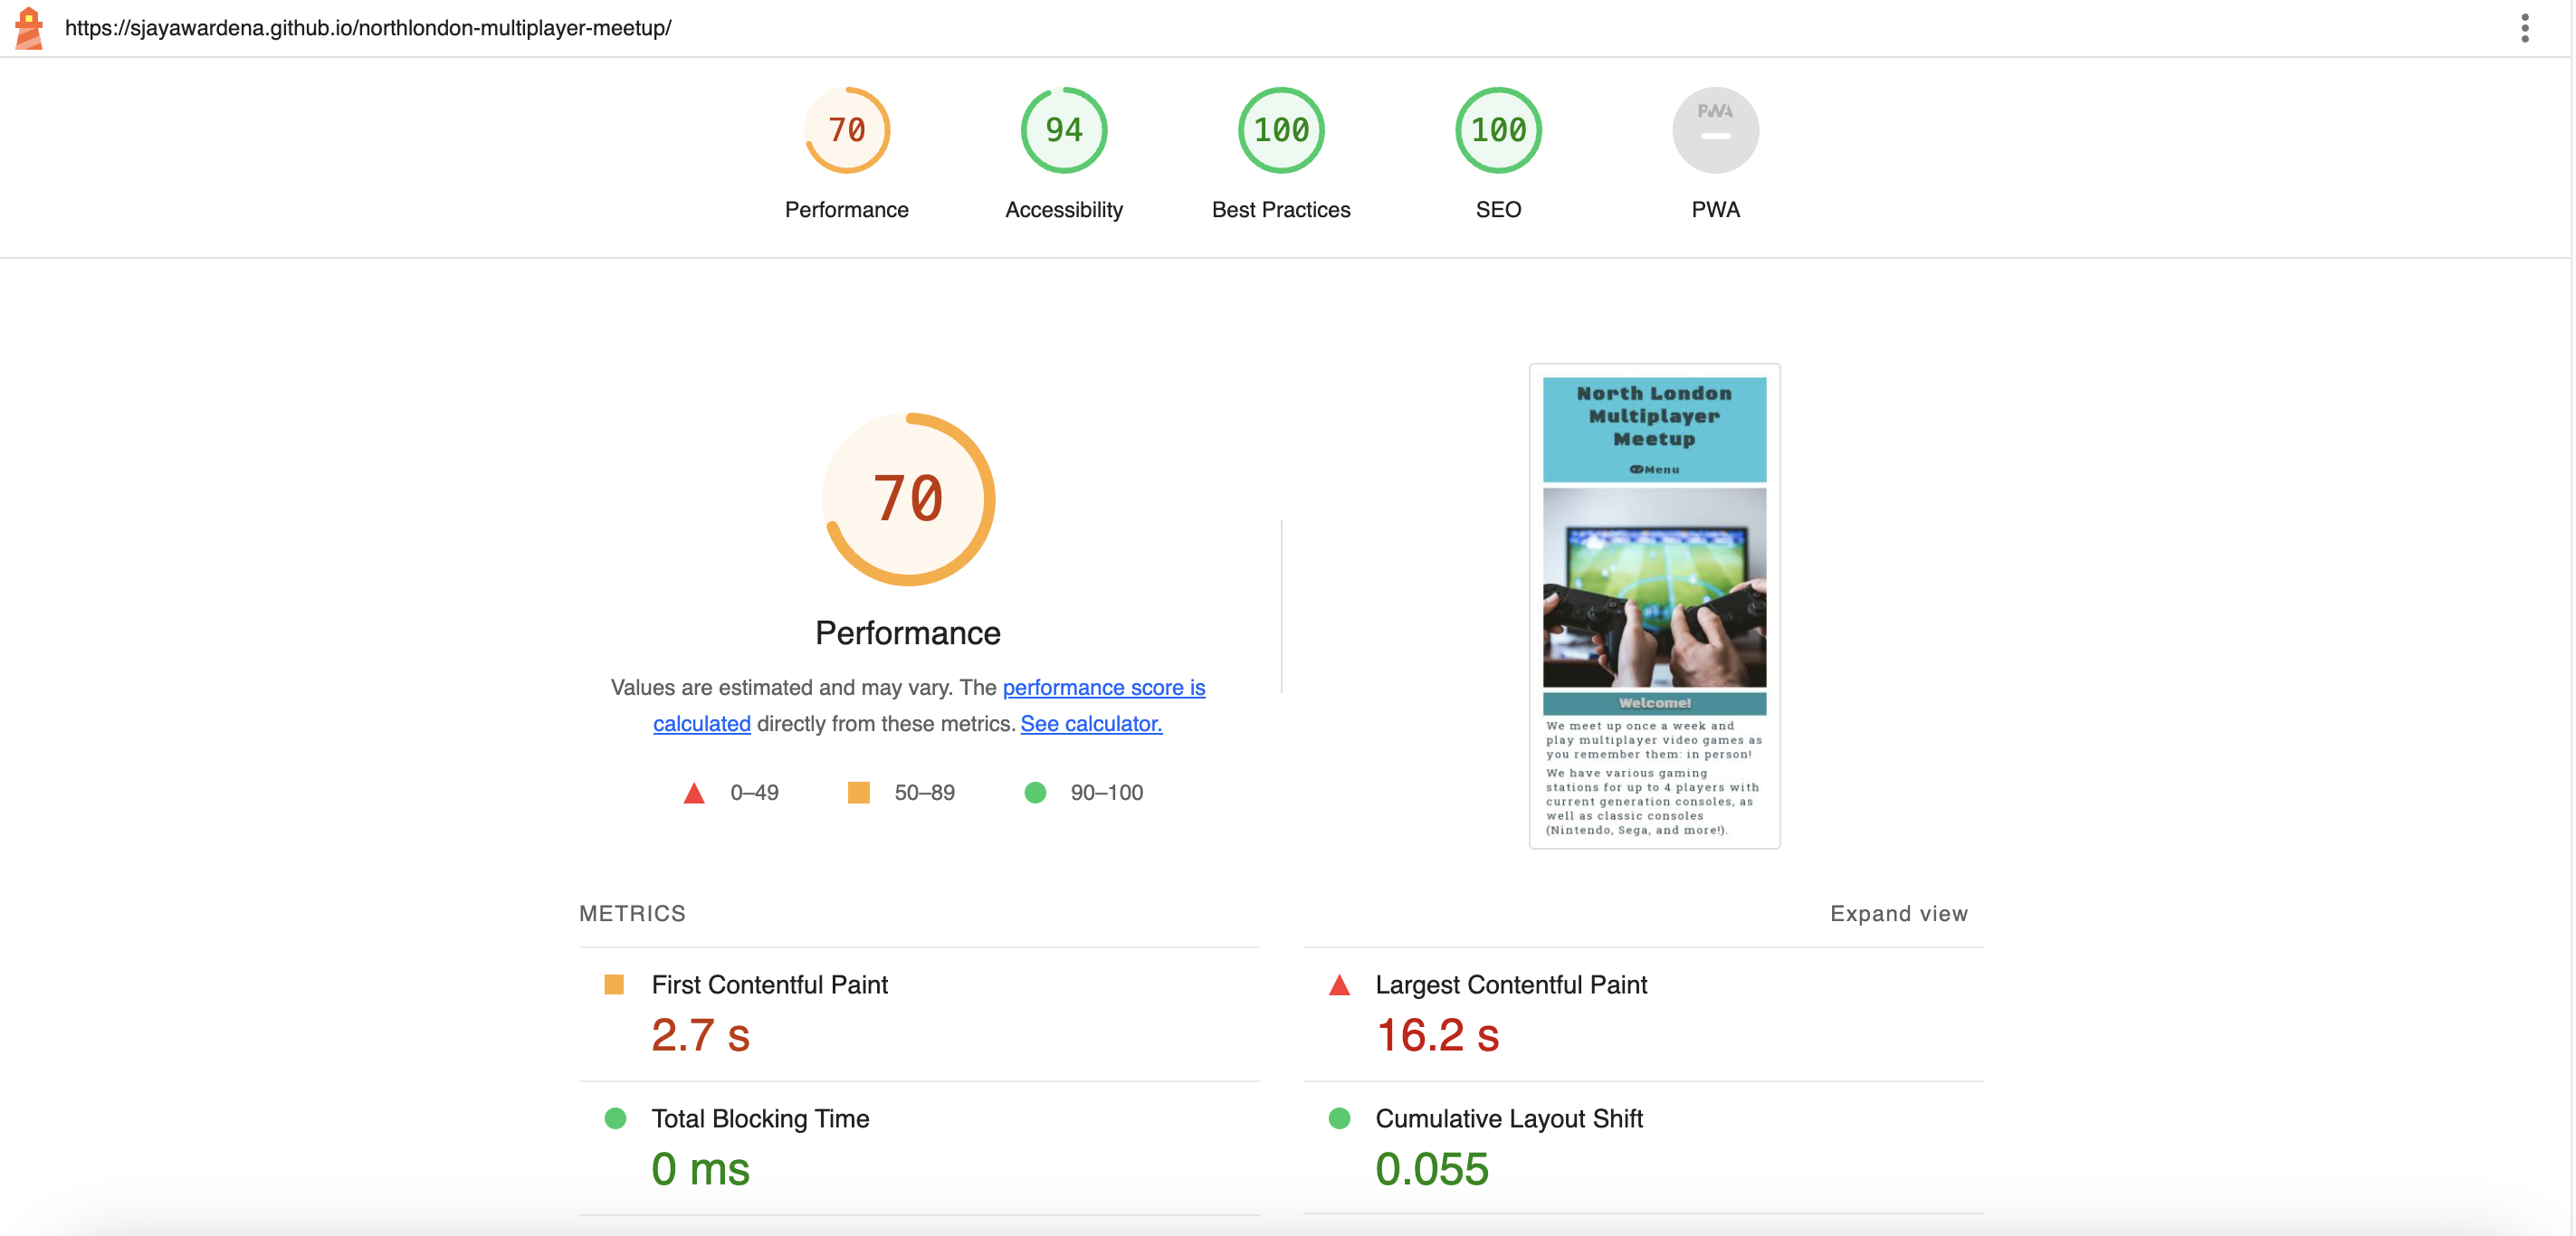 https://sjayawardena.github.io/northlondon-multiplayer-meetup/
70
94
100
100
PWA
Performance
Accessibility
Best Practices
SEO
PWA
70
Performance
Values are estimated and may vary. The performance score is
calculated directly from these metrics. See calculator.
0–49
50–89
90–100
North London
Multiplayer
Meetup
Menu
Welcome!
We meet up once a week and
play multiplayer video games as
you remember them: in person!
We have various gaming
stations for up to 4 players with
current generation consoles, as
well as classic consoles
(Nintendo, Sega, and more!).
METRICS
Expand view
First Contentful Paint
2.7 s
Largest Contentful Paint
16.2 s
Total Blocking Time
0 ms
Cumulative Layout Shift
0.055